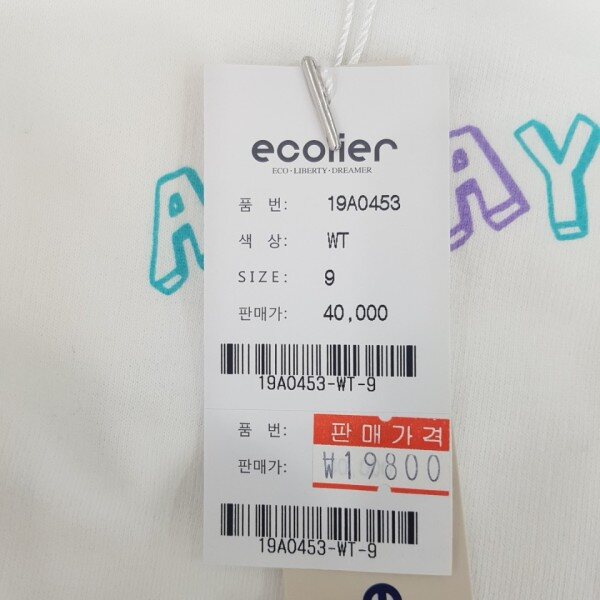 ecolier
ECO · LIBERTY · DREAMER
A AY
품 번: 19A0453
색 상: WT
SIZE: 9
판매가: 40,000
19A0453-WT-9
품 번: 판매가격
판매가: ₩19800
19A0453-WT-9